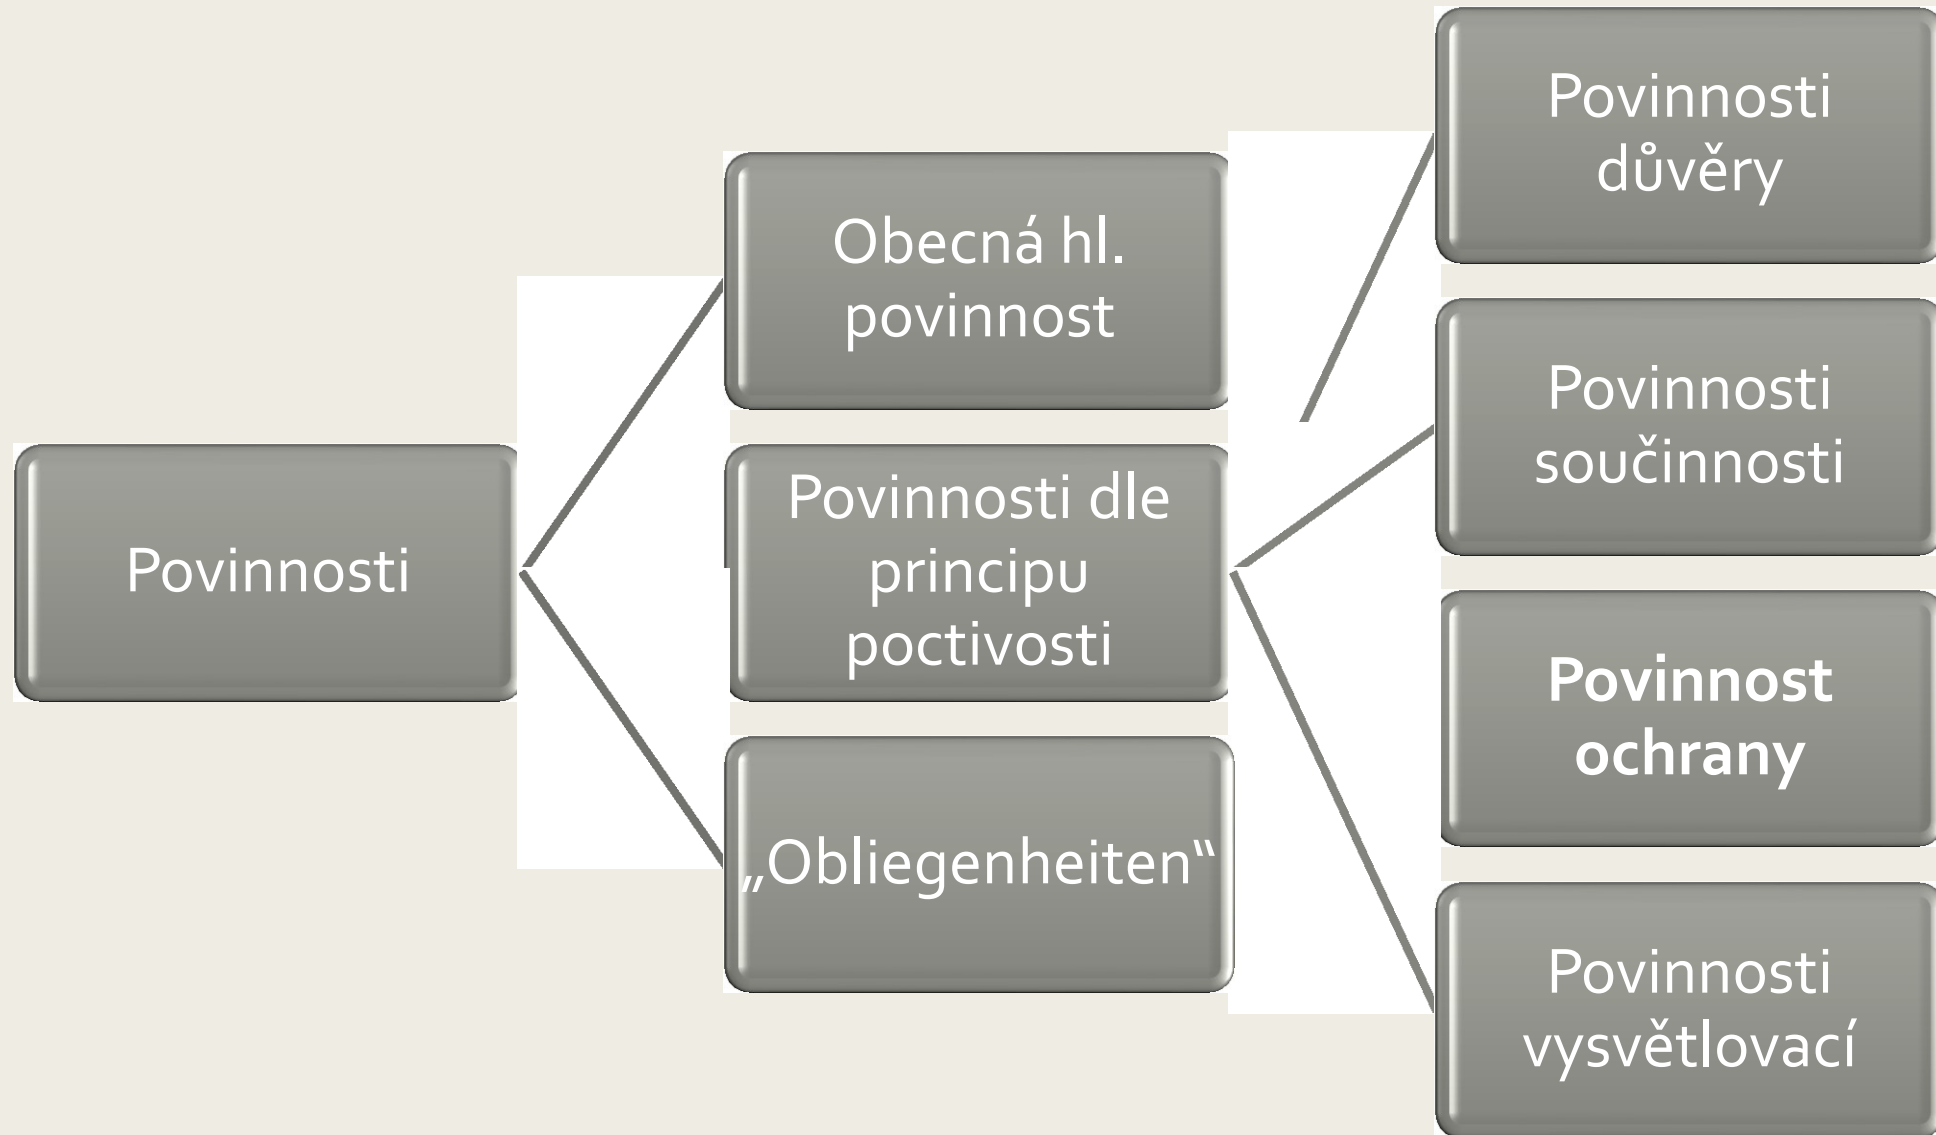 Povinnosti
Obecná hl.
povinnost
Povinnosti dle
principu
poctivosti
„Obliegenheiten“
Povinnosti
důvěry
Povinnosti
součinnosti
Povinnost
ochrany
Povinnosti
vysvětlovací